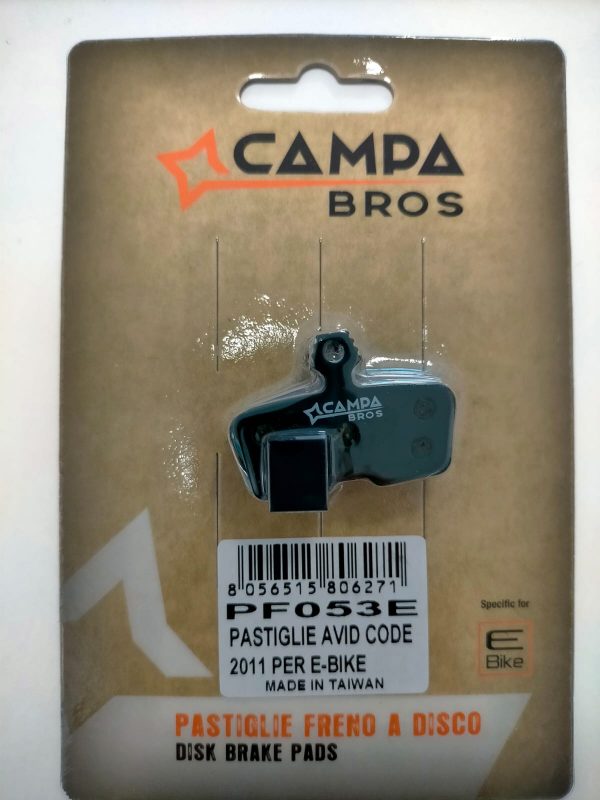 CAMPA
BROS
CAMPA
BROS
8 056515 806271
PF053E
PASTIGLIE AVID CODE
2011 PER E-BIKE
MADE IN TAIWAN
Specific for
E
Bike
PASTIGLIE FRENO A DISCO
DISK BRAKE PADS